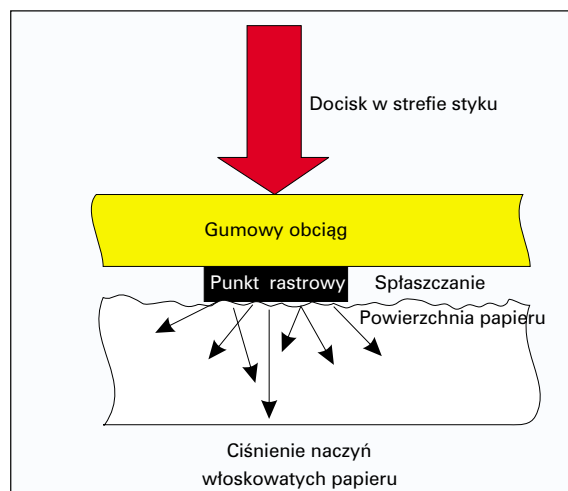 Docisk w strefie styku
Gumowy obciąg
Punkt rastrowy
Spłaszczanie
Powierzchnia papieru
Ciśnienie naczyń
włoskowatych papieru